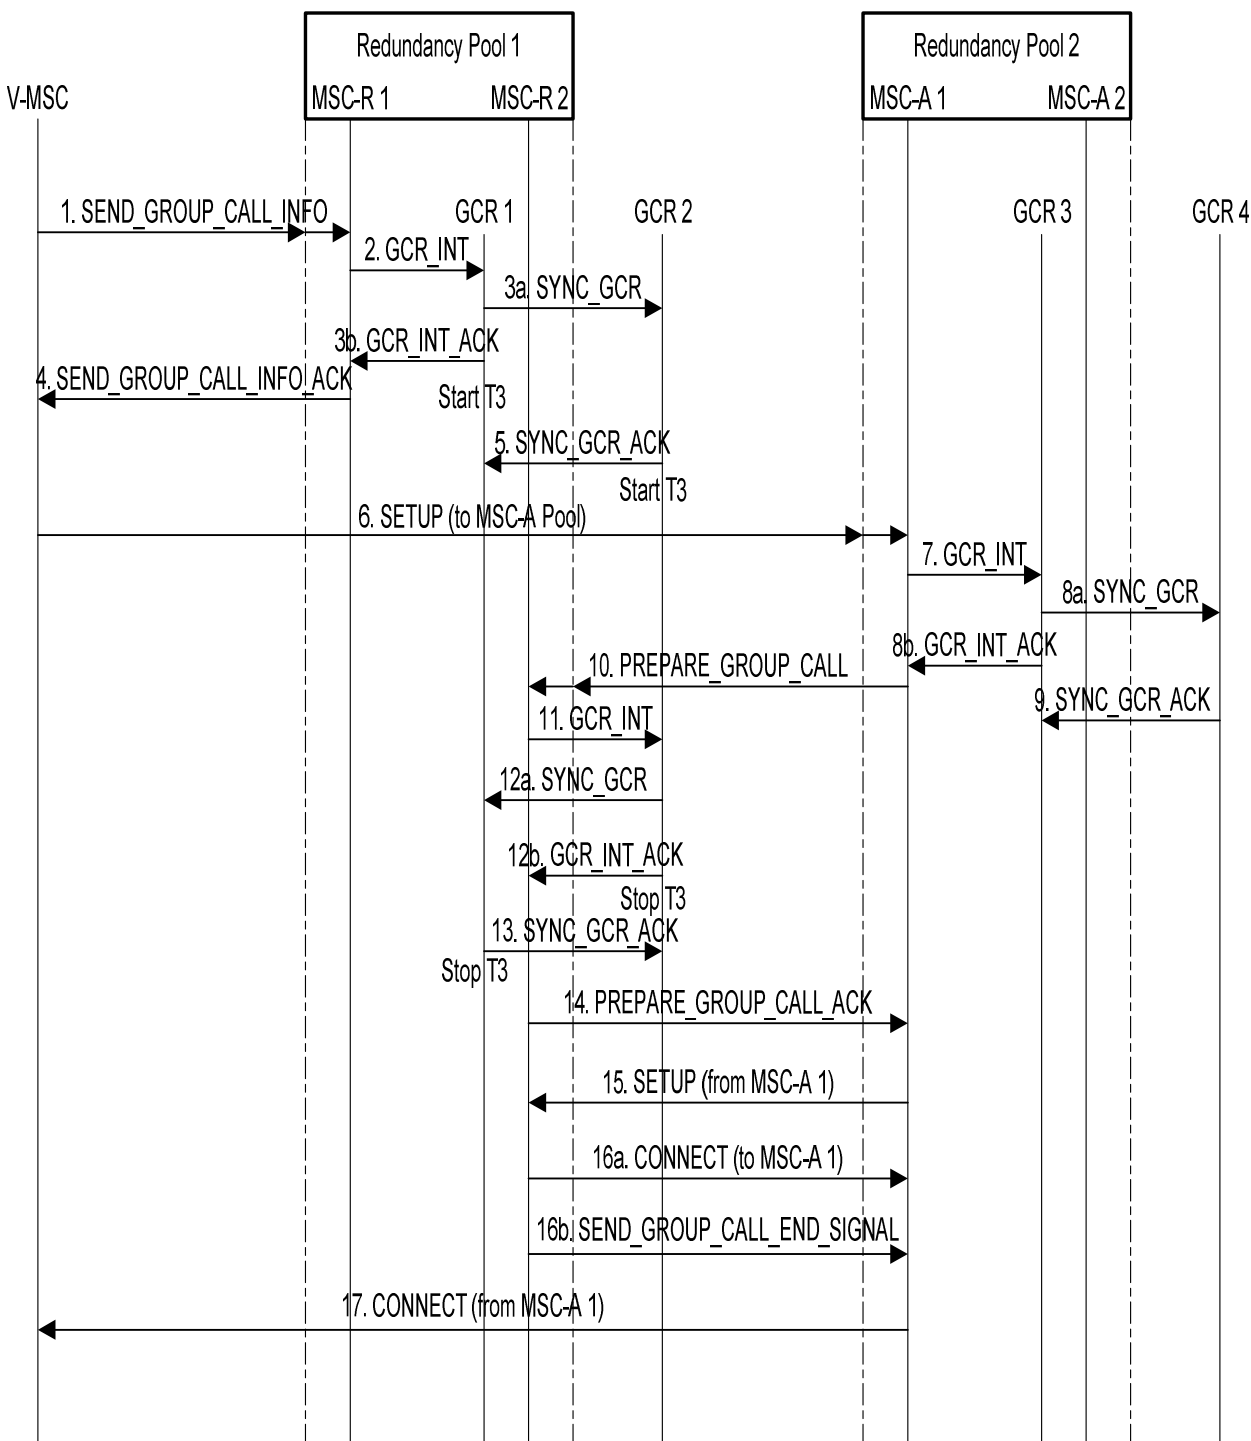 Redundancy Pool 1
Redundancy Pool 2
V-MSC
MSC-R 1
MSC-R 2
MSC-A 1
MSC-A 2
1. SEND_GROUP_CALL_INFO
GCR 1
GCR 2
GCR 3
GCR 4
2. GCR_INT
3a. SYNC_GCR
3b. GCR_INT_ACK
4. SEND_GROUP_CALL_INFO_ACK
Start T3
5. SYNC_GCR_ACK
Start T3
6. SETUP (to MSC-A Pool)
7. GCR_INT
8a. SYNC_GCR
8b. GCR_INT_ACK
10. PREPARE_GROUP_CALL
9. SYNC_GCR_ACK
11. GCR_INT
12a. SYNC_GCR
12b. GCR_INT_ACK
Stop T3
13. SYNC_GCR_ACK
Stop T3
14. PREPARE_GROUP_CALL_ACK
15. SETUP (from MSC-A 1)
16a. CONNECT (to MSC-A 1)
16b. SEND_GROUP_CALL_END_SIGNAL
17. CONNECT (from MSC-A 1)